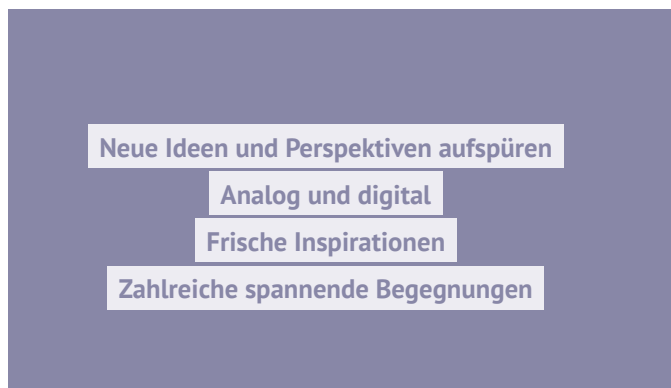 Neue Ideen und Perspektiven aufspüren
Analog und digital
Frische Inspirationen
Zahlreiche spannende Begegnungen